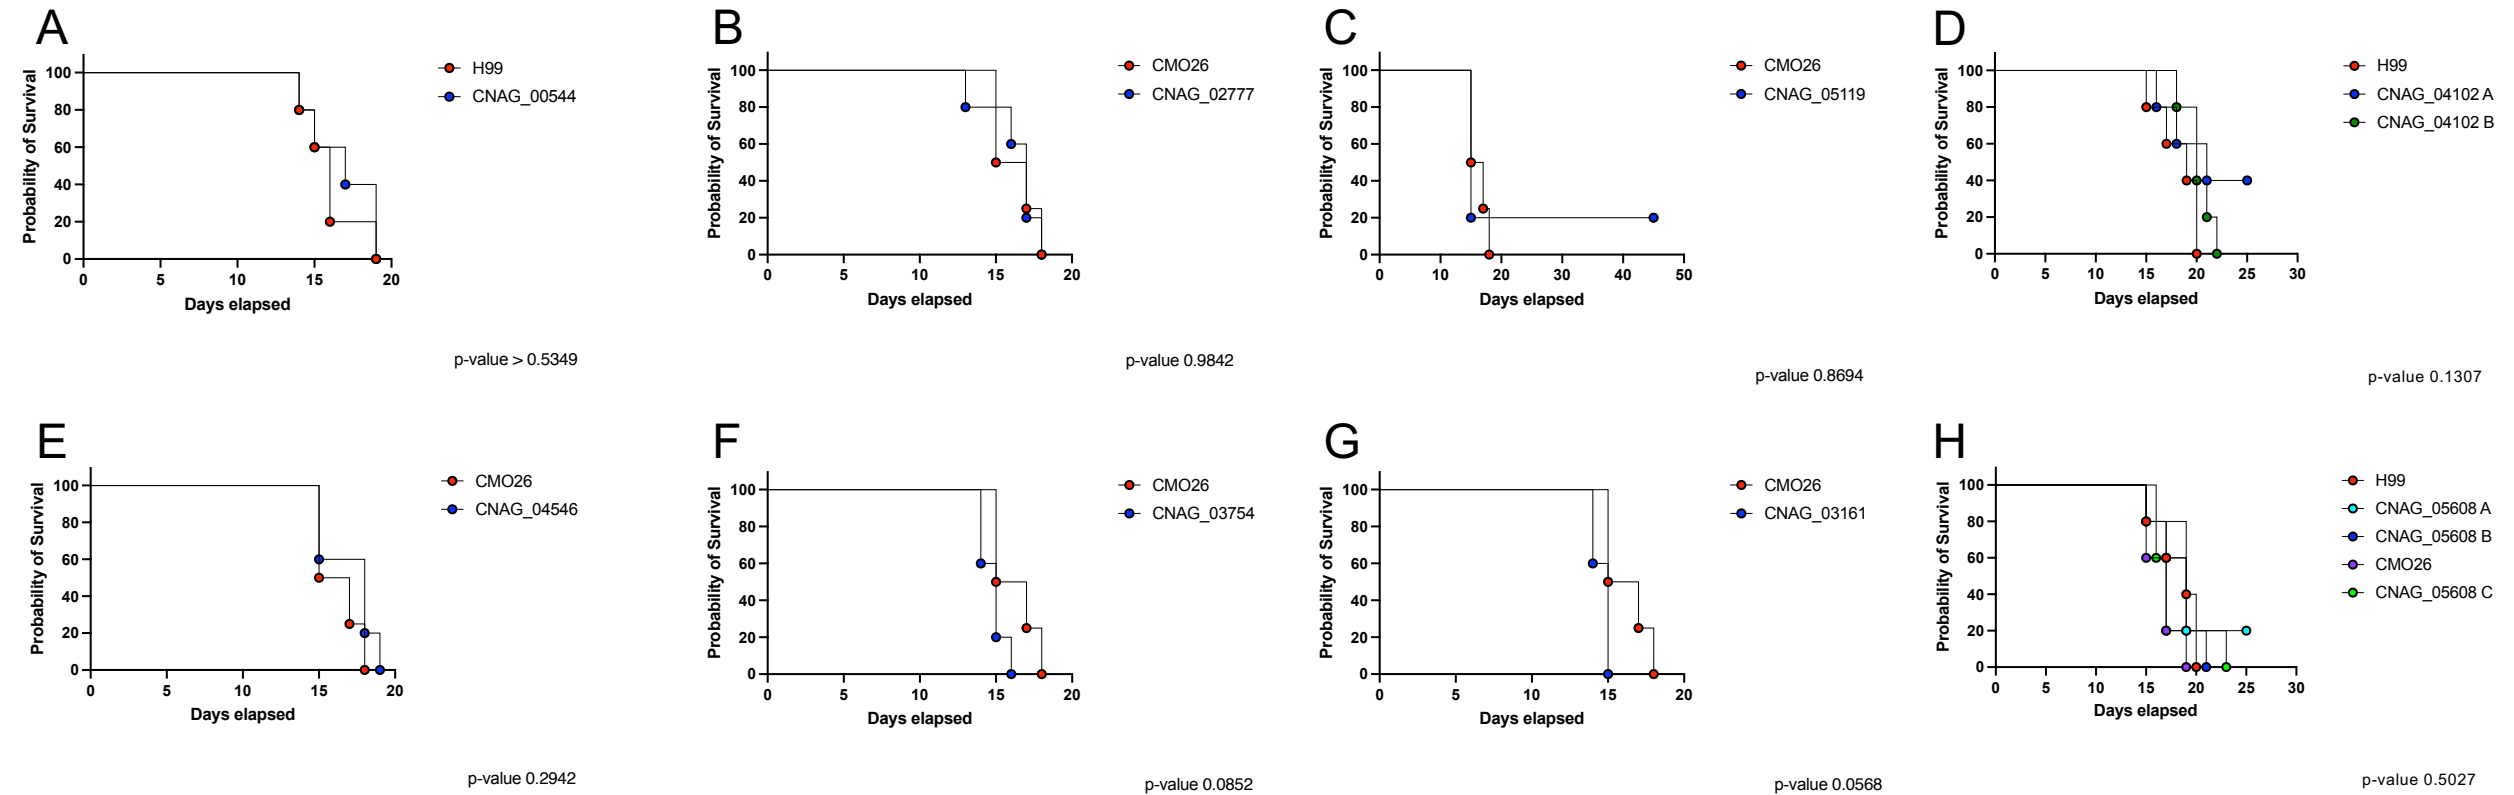 A
Probability of Survival
100
80
60
40
20
0
0 5 10 15 20
Days elapsed
H99
CNAG_00544
p-value > 0.5349
B
Probability of Survival
100
80
60
40
20
0
0 5 10 15 20
Days elapsed
CMO26
CNAG_02777
p-value 0.9842
C
Probability of Survival
100
80
60
40
20
0
0 10 20 30 40 50
Days elapsed
CMO26
CNAG_05119
p-value 0.8694
D
Probability of Survival
100
80
60
40
20
0
0 5 10 15 20 25 30
Days elapsed
H99
CNAG_04102 A
CNAG_04102 B
p-value 0.1307
E
Probability of Survival
100
80
60
40
20
0
0 5 10 15 20
Days elapsed
CMO26
CNAG_04546
p-value 0.2942
F
Probability of Survival
100
80
60
40
20
0
0 5 10 15 20
Days elapsed
CMO26
CNAG_03754
p-value 0.0852
G
Probability of Survival
100
80
60
40
20
0
0 5 10 15 20
Days elapsed
CMO26
CNAG_03161
p-value 0.0568
H
Probability of Survival
100
80
60
40
20
0
0 5 10 15 20 25 30
Days elapsed
H99
CNAG_05608 A
CNAG_05608 B
CMO26
CNAG_05608 C
p-value 0.5027